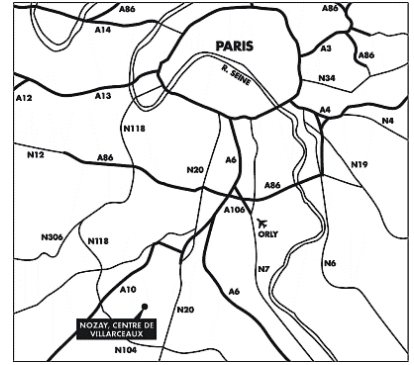 A86
A86
A14
PARIS
A3
A86
R. SEINE
N34
A12
A13
A4
N4
N118
N12
A86
N20
A6
N19
A86
A106
ORLY
N306
N118
N7
N6
A10
A6
N20
NOZAY, CENTRE DE
VILLARCEAUX
N104